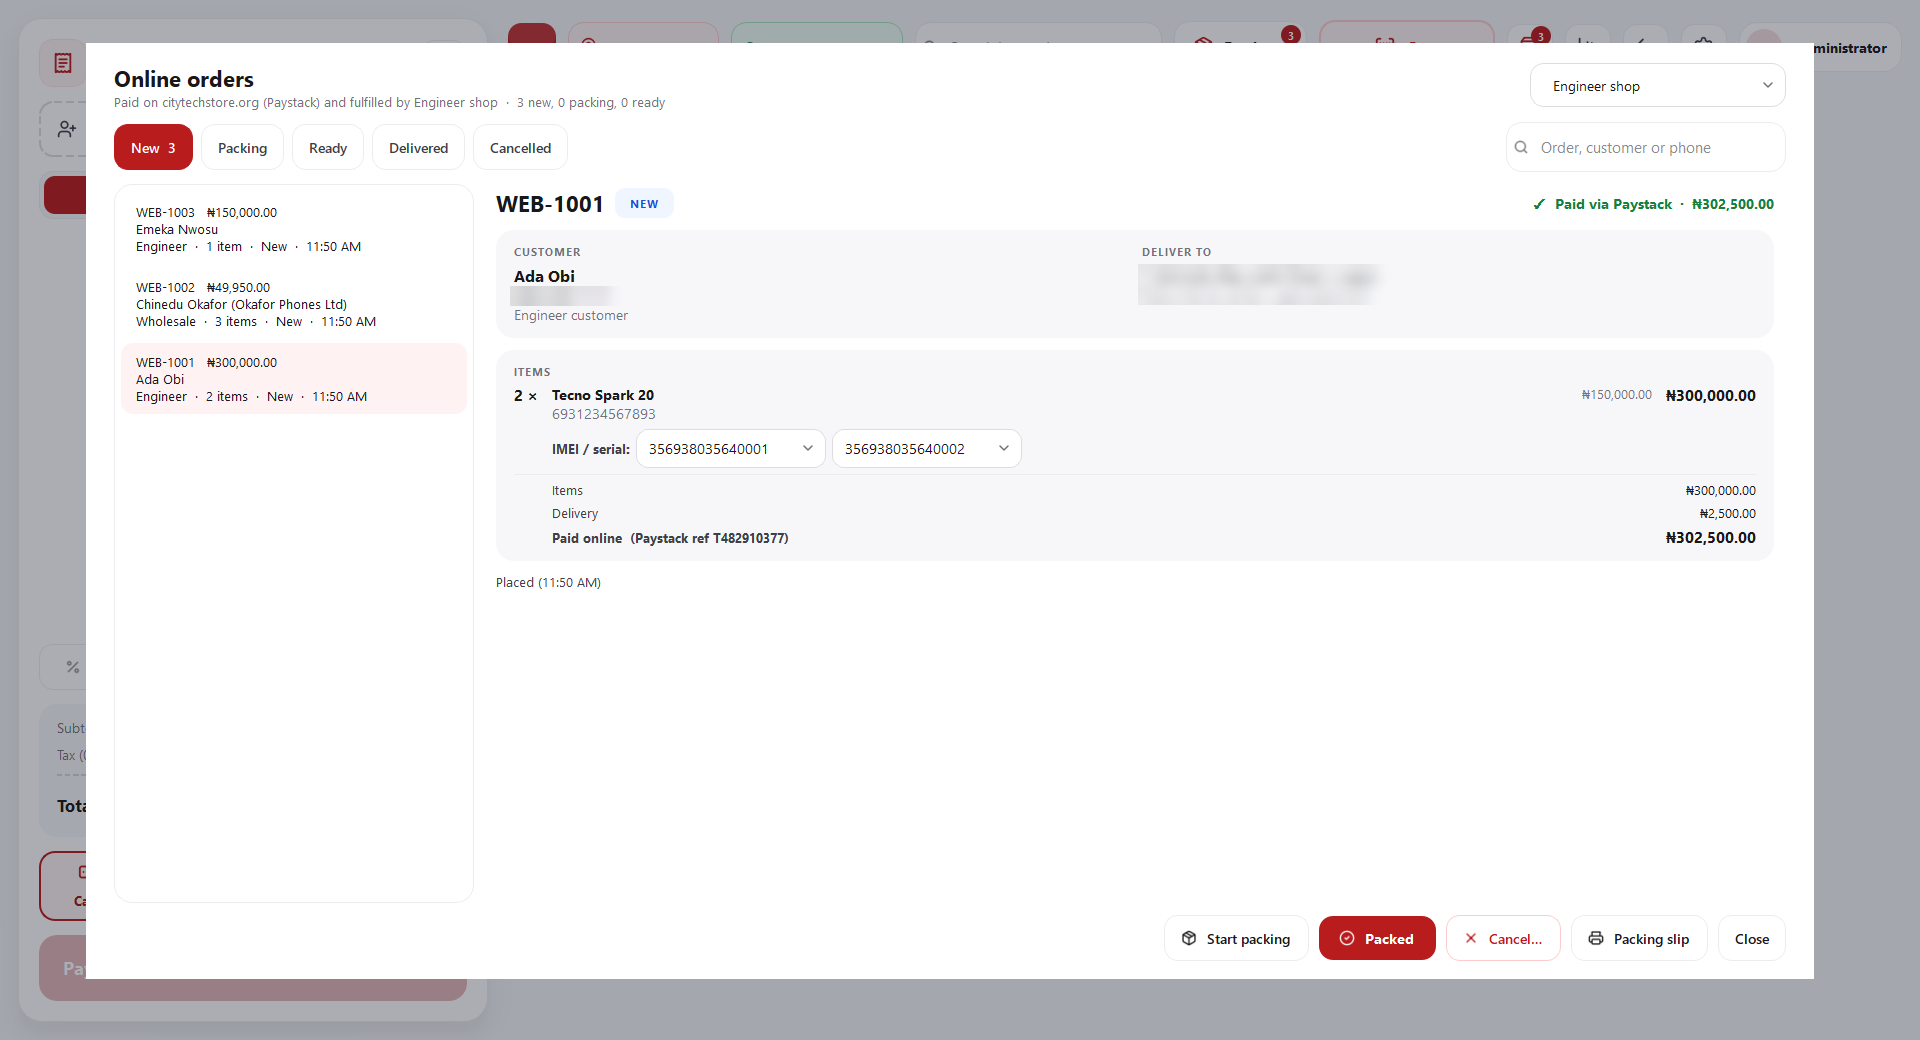 3
3
ministrator
Online orders
Paid on citytechstore.org (Paystack) and fulfilled by Engineer shop · 3 new, 0 packing, 0 ready
Engineer shop
New 3
Packing
Ready
Delivered
Cancelled
Order, customer or phone
WEB-1003 ₦150,000.00
Emeka Nwosu
Engineer · 1 item · New · 11:50 AM
WEB-1002 ₦49,950.00
Chinedu Okafor (Okafor Phones Ltd)
Wholesale · 3 items · New · 11:50 AM
WEB-1001 ₦300,000.00
Ada Obi
Engineer · 2 items · New · 11:50 AM
WEB-1001 NEW
✓ Paid via Paystack · ₦302,500.00
CUSTOMER
Ada Obi
Engineer customer
DELIVER TO
ITEMS
2 × Tecno Spark 20 ₦150,000.00 ₦300,000.00
6931234567893
IMEI / serial: 356938035640001 356938035640002
Items ₦300,000.00
Delivery ₦2,500.00
Paid online (Paystack ref T482910377) ₦302,500.00
Placed (11:50 AM)
%
Subt
Tax (
Tota
Ca
Pa
Start packing
Packed
Cancel...
Packing slip
Close